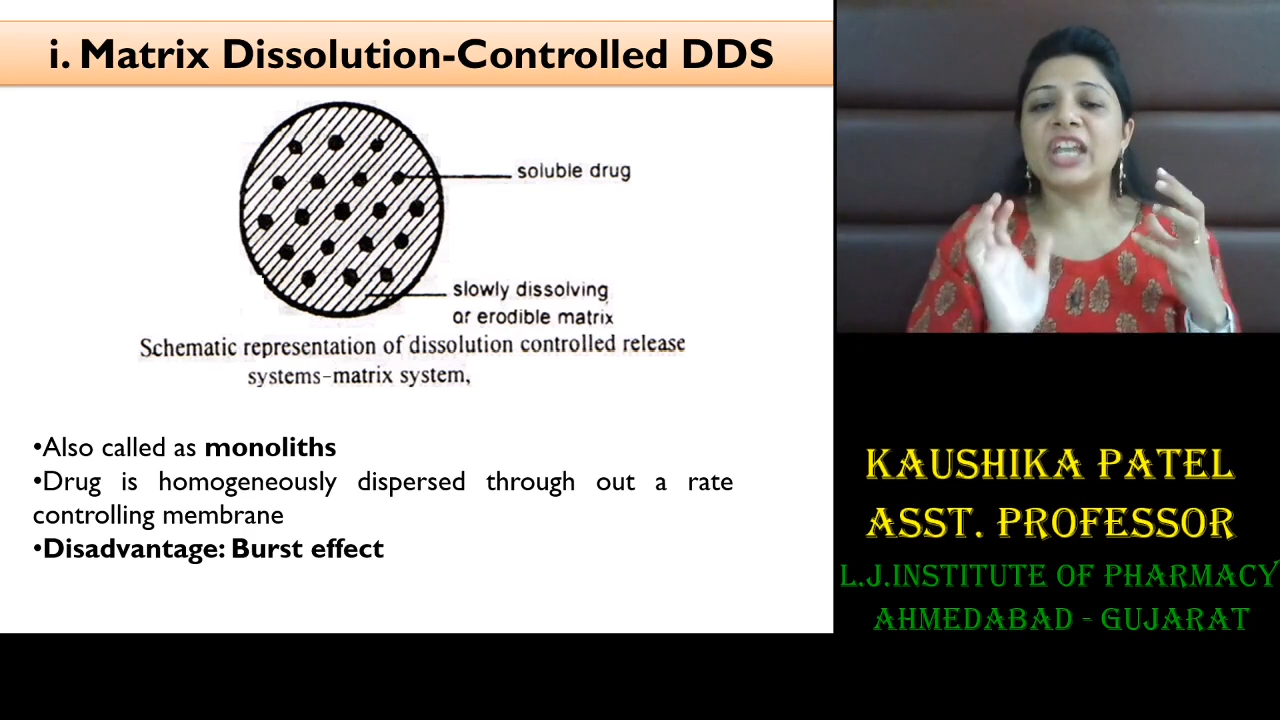 i. Matrix Dissolution-Controlled DDS
soluble drug
slowly dissolving
or erodible matrix
Schematic representation of dissolution controlled release
systems-matrix system,
•Also called as monoliths
•Drug is homogeneously dispersed through out a rate
controlling membrane
•Disadvantage: Burst effect
KAUSHIKA PATEL
ASST. PROFESSOR
L.J.INSTITUTE OF PHARMACY
AHMEDABAD - GUJARAT